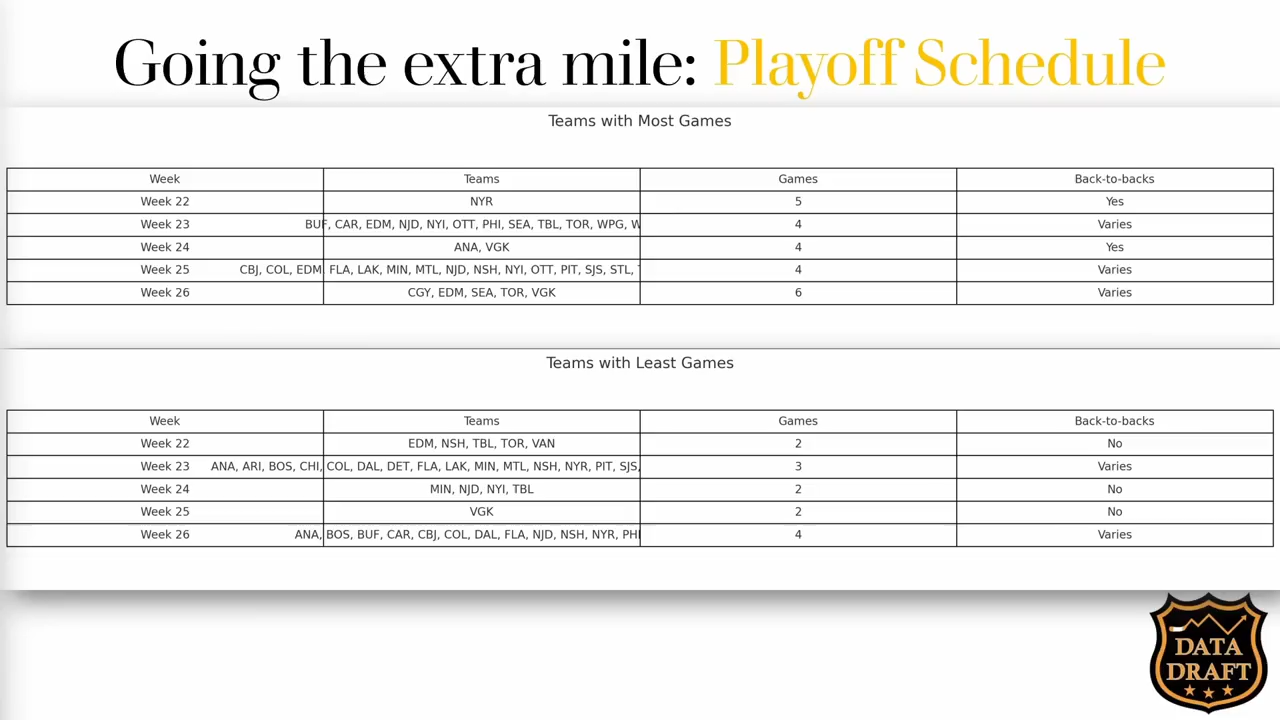 Going the extra mile: Playoff Schedule
Teams with Most Games
Week Teams Games Back-to-backs
Week 22 NYR 5 Yes
Week 23 BUF, CAR, EDM, NJD, NYI, OTT, PHI, SEA, TBL, TOR, WPG, 4 Varies
Week 24 ANA, VGK 4 Yes
Week 25 CBJ, COL, EDM, FLA, LAK, MIN, MTL, NJD, NSH, NYI, OTT, PIT, SJS, STL, 4 Varies
Week 26 CGY, EDM, SEA, TOR, VGK 6 Varies
Teams with Least Games
Week Teams Games Back-to-backs
Week 22 EDM, NSH, TBL, TOR, VAN 2 No
Week 23 ANA, ARI, BOS, CHI, COL, DAL, DET, FLA, LAK, MIN, MTL, NSH, NYR, PIT, SJS, 3 Varies
Week 24 MIN, NJD, NYI, TBL 2 No
Week 25 VGK 2 No
Week 26 ANA, BOS, BUF, CAR, CBJ, COL, DAL, FLA, NJD, NSH, NYR, PHI 4 Varies
DATA
DRAFT